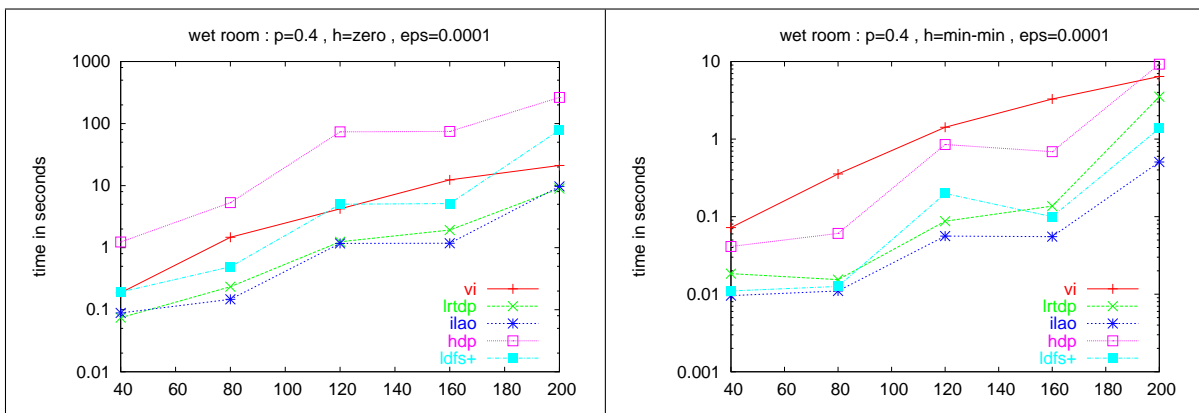 wet room : p=0.4 , h=zero , eps=0.0001
1000
100
10
1
0.1
0.01
time in seconds
40 60 80 100 120 140 160 180 200
vi
lrtdp
ilao
hdp
ldfs+
wet room : p=0.4 , h=min-min , eps=0.0001
10
1
0.1
0.01
0.001
time in seconds
40 60 80 100 120 140 160 180 200
vi
lrtdp
ilao
hdp
ldfs+